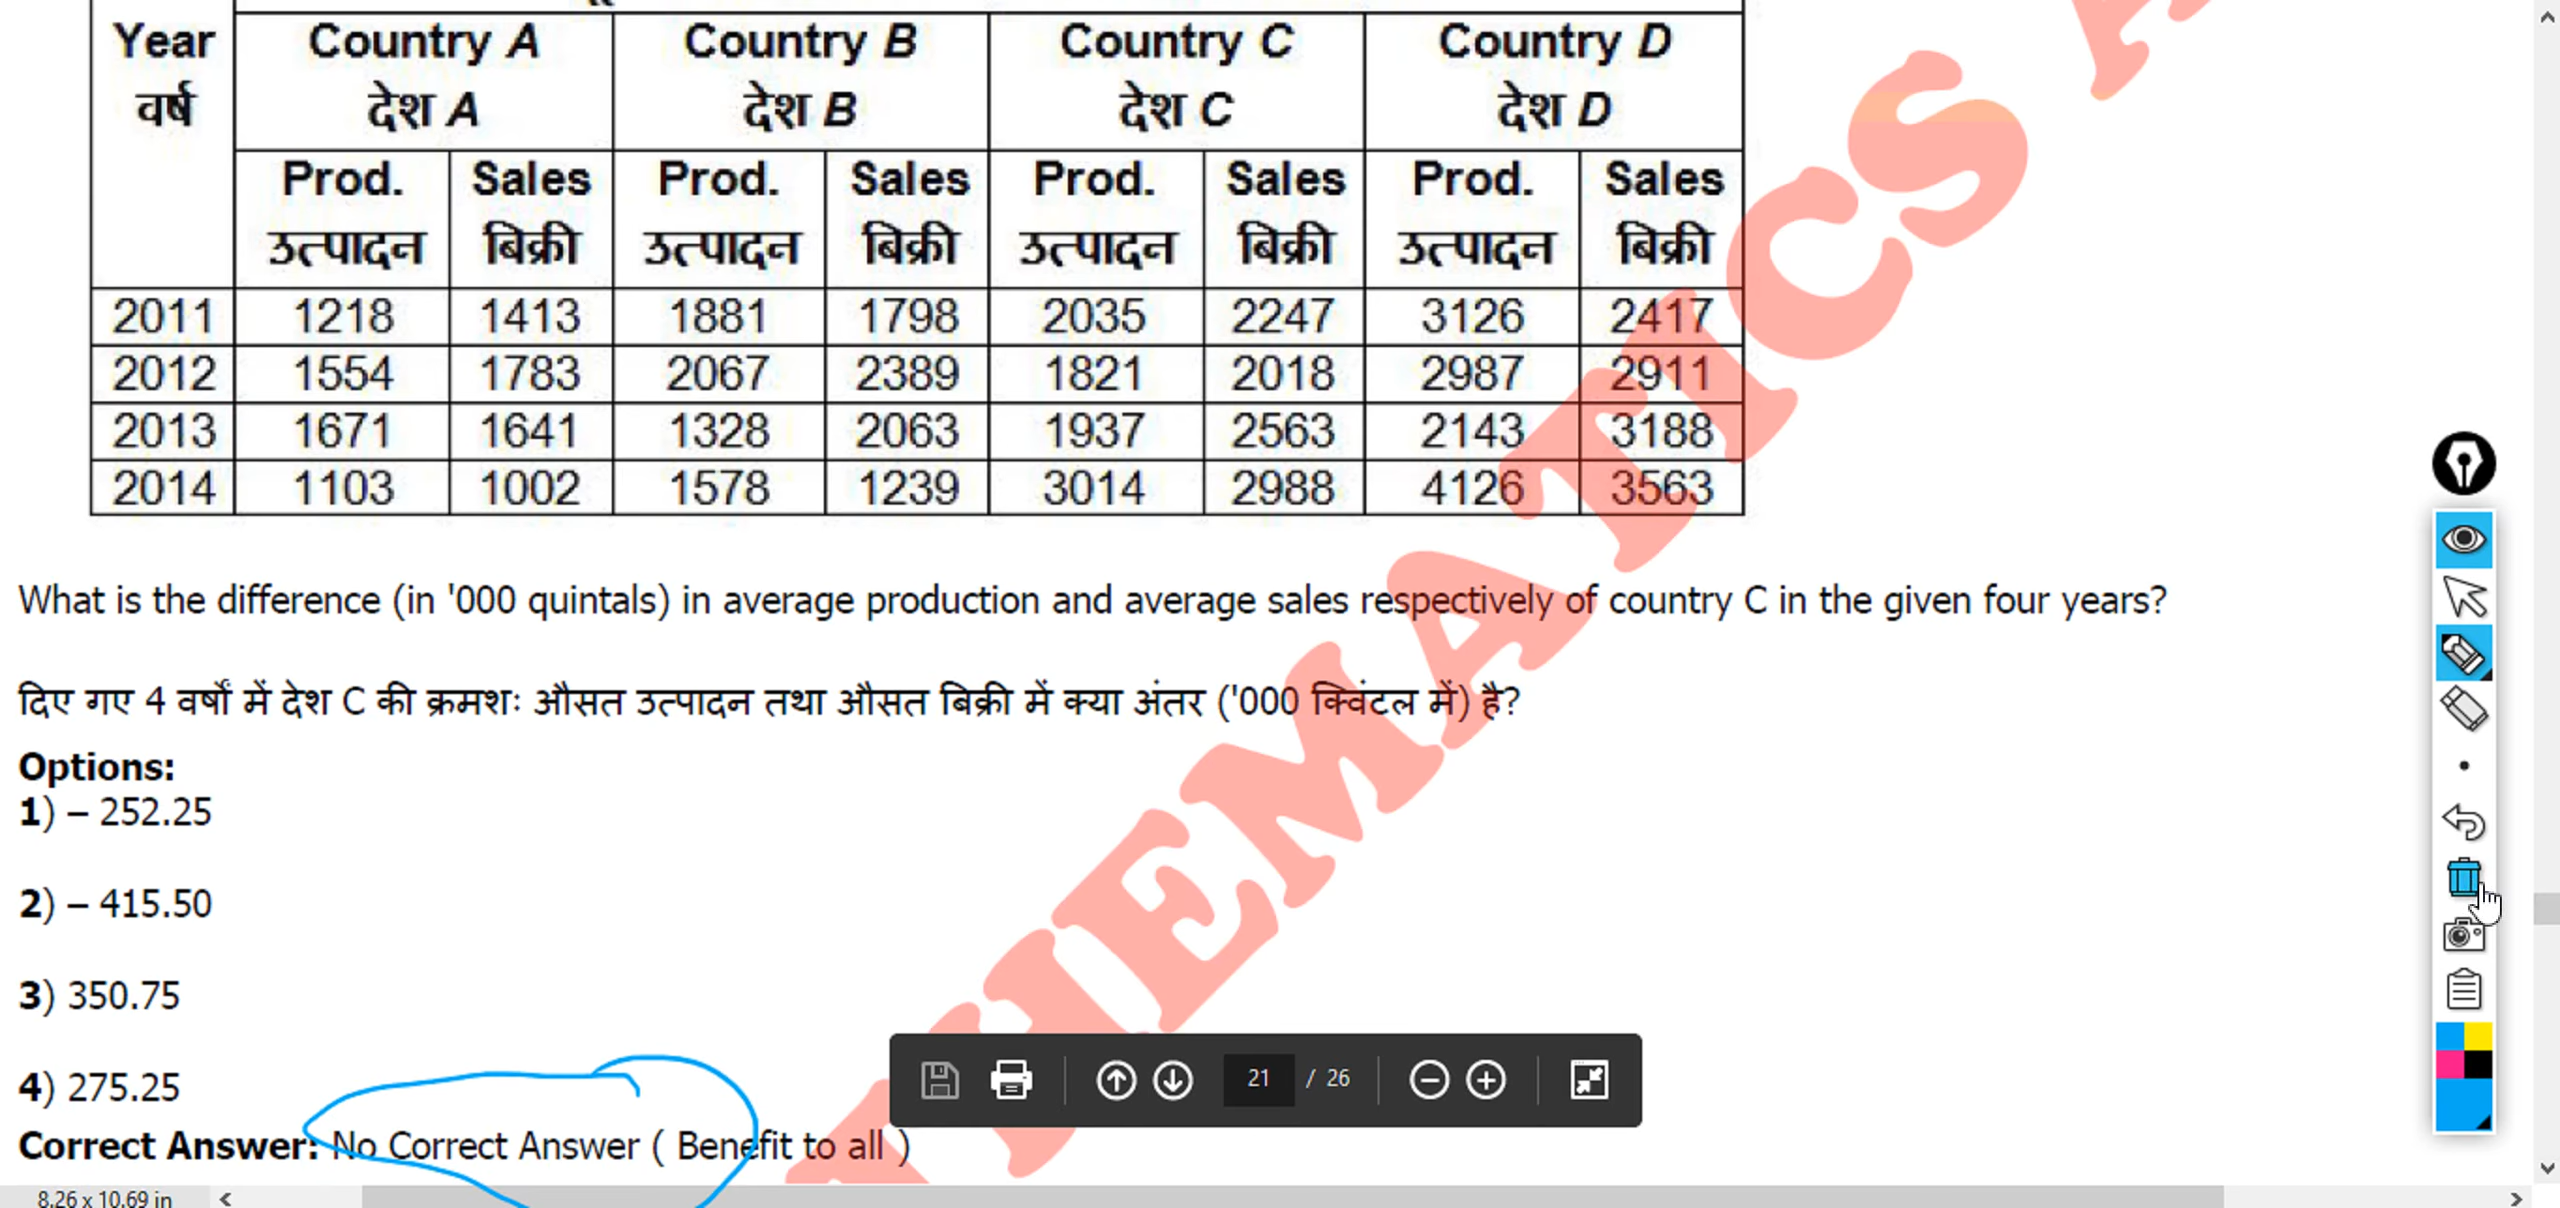 Year Country A Country B Country C Country D
वर्ष देश A देश B देश C देश D
Prod. Sales Prod. Sales Prod. Sales Prod. Sales
उत्पादन बिक्री उत्पादन बिक्री उत्पादन बिक्री उत्पादन बिक्री
2011 1218 1413 1881 1798 2035 2247 3126 2417
2012 1554 1783 2067 2389 1821 2018 2987 2911
2013 1671 1641 1328 2063 1937 2563 2143 3188
2014 1103 1002 1578 1239 3014 2988 4126 3563
What is the difference (in '000 quintals) in average production and average sales respectively of country C in the given four years?
दिए गए 4 वर्षों में देश C की क्रमशः औसत उत्पादन तथा औसत बिक्री में क्या अंतर ('000 क्विंटल में) है?
Options:
1) – 252.25
2) – 415.50
3) 350.75
4) 275.25
Correct Answer: No Correct Answer ( Benefit to all )
21 / 26
8.26 x 10.69 in
HEMATICS A